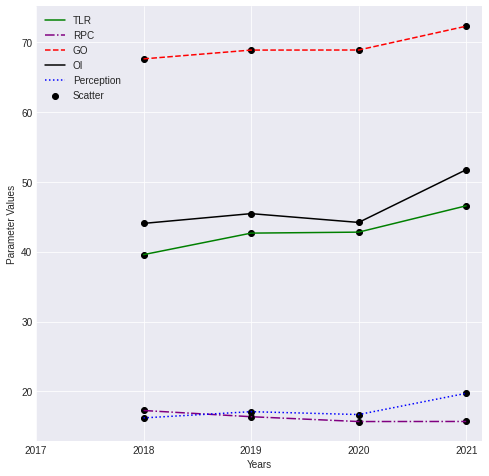 TLR
RPC
GO
OI
Perception
Scatter
70
60
50
40
30
20
Parameter Values
2017 2018 2019 2020 2021
Years